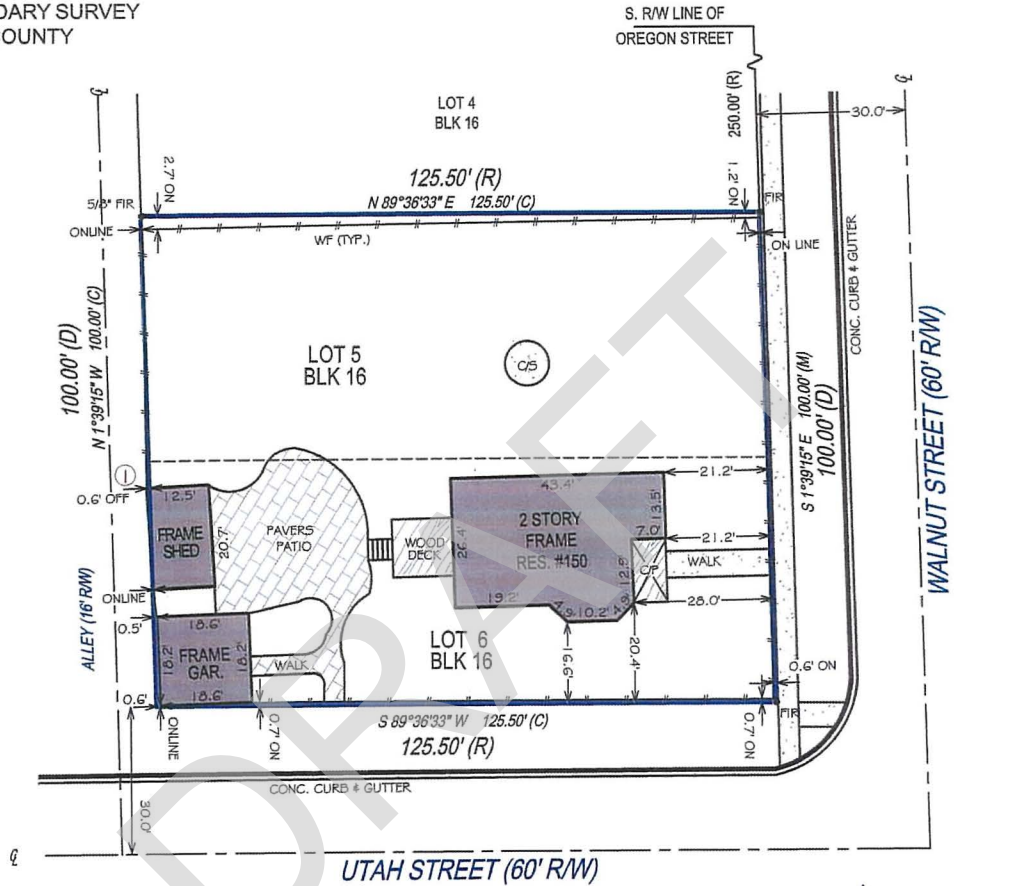 DARY SURVEY
OUNTY
S. R/W LINE OF
OREGON STREET
LOT 4
BLK 16
250.00' (R)
30.0'
2.7' ON
125.50' (R)
1.2' ON
5/8" FIR
N 89°36'33" E 125.50' (C)
FIR
ONLINE
WF (TYP.)
ON LINE
CONC. CURB & GUTTER
100.00' (D)
N 1°39'15" W 100.00' (C)
LOT 5
BLK 16
C/S
S 1°39'15" E 100.00' (M)
100.00' (D)
WALNUT STREET (60' R/W)
1
0.6' OFF
12.5'
FRAME
SHED
20.7'
PAVERS
PATIO
WOOD
DECK
26.4'
43.4'
2 STORY
FRAME
RES. #150
13.5'
7.0'
21.2'
21.2'
C/P
WALK
12.5'
19.2'
7.9'
10.2'
4.9'
28.0'
ONLINE
0.5'
ALLEY (16' R/W)
18.6'
18.2'
FRAME
GAR.
18.2'
18.6'
WALK
LOT 6
BLK 16
16.6'
20.4'
0.6' ON
0.6'
ONLINE
0.7' ON
S 89°36'33" W 125.50' (C)
125.50' (R)
0.7' ON
FIR
CONC. CURB & GUTTER
30.0'
UTAH STREET (60' R/W)
DRAFT